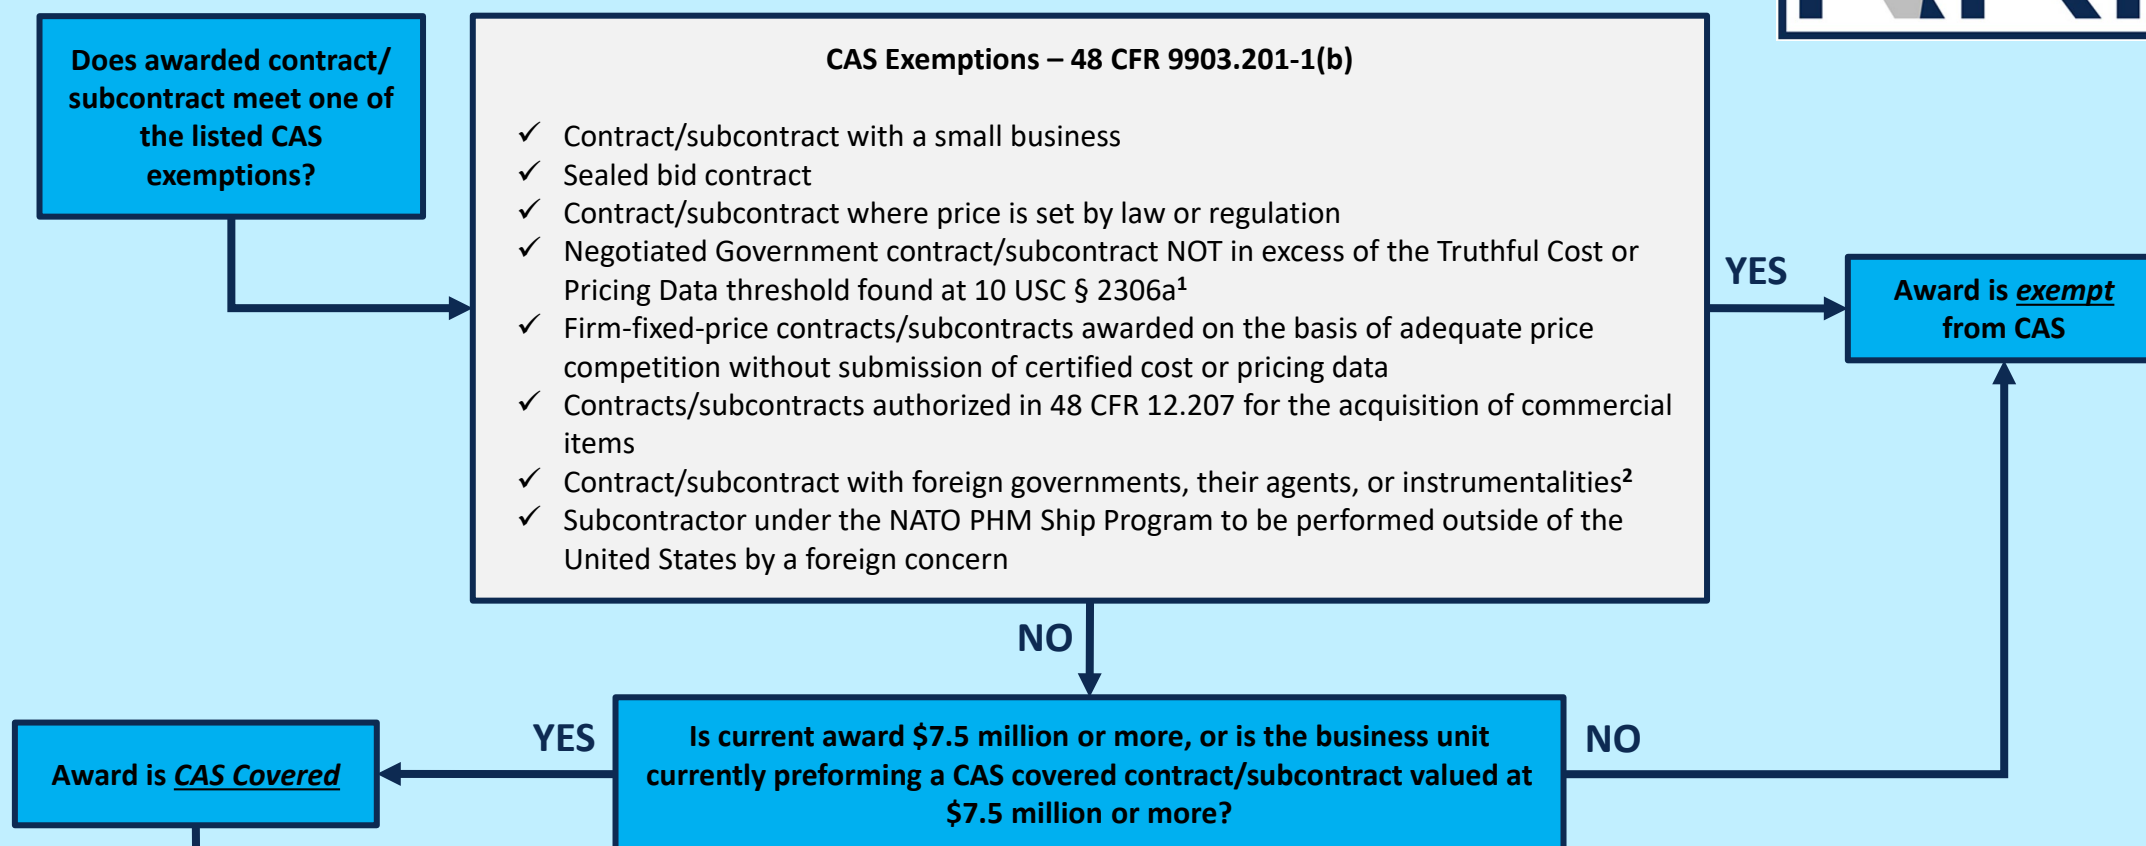 Does awarded contract/
subcontract meet one of
the listed CAS
exemptions?
CAS Exemptions – 48 CFR 9903.201-1(b)
✓ Contract/subcontract with a small business
✓ Sealed bid contract
✓ Contract/subcontract where price is set by law or regulation
✓ Negotiated Government contract/subcontract NOT in excess of the Truthful Cost or
Pricing Data threshold found at 10 USC § 2306a¹
✓ Firm-fixed-price contracts/subcontracts awarded on the basis of adequate price
competition without submission of certified cost or pricing data
✓ Contracts/subcontracts authorized in 48 CFR 12.207 for the acquisition of commercial
items
✓ Contract/subcontract with foreign governments, their agents, or instrumentalities²
✓ Subcontractor under the NATO PHM Ship Program to be performed outside of the
United States by a foreign concern
YES
Award is exempt
from CAS
NO
Is current award $7.5 million or more, or is the business unit
currently preforming a CAS covered contract/subcontract valued at
$7.5 million or more?
YES
NO
Award is CAS Covered